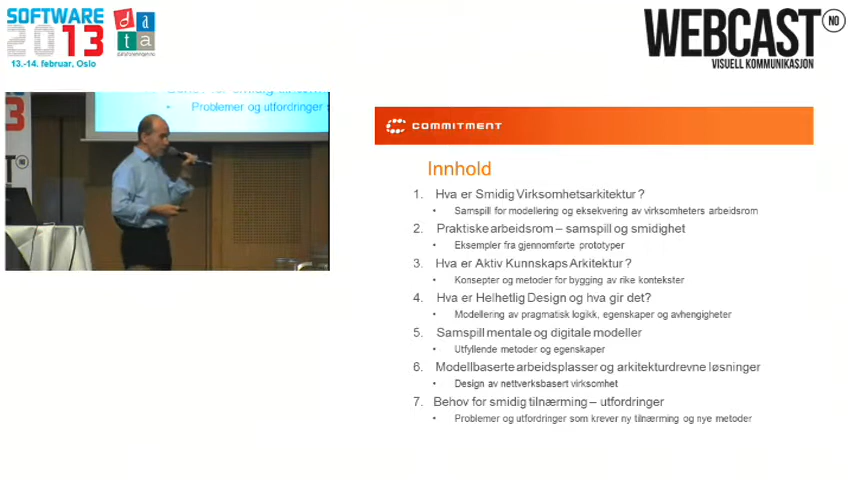 SOFTWARE
2013
13.-14. februar, Oslo
da
ta
WEBCAST NO
VISUELL KOMMUNIKASJON
Problemer og utfordringer
3
COMMITMENT
Innhold
1. Hva er Smidig Virksomhetsarkitektur?
• Samspill for modellering og eksekvering av virksomheters arbeidsrom
2. Praktiske arbeidsrom – samspill og smidighet
• Eksempler fra gjennomførte prototyper
3. Hva er Aktiv Kunnskaps Arkitektur?
• Konsepter og metoder for bygging av rike kontekster
4. Hva er Helhetlig Design og hva gir det?
• Modellering av pragmatisk logikk, egenskaper og avhengigheter
5. Samspill mentale og digitale modeller
• Utfyllende metoder og egenskaper
6. Modellbaserte arbeidsplasser og arkitekturdrevne løsninger
• Design av nettverksbasert virksomhet
7. Behov for smidig tilnærming – utfordringer
• Problemer og utfordringer som krever ny tilnærming og nye metoder